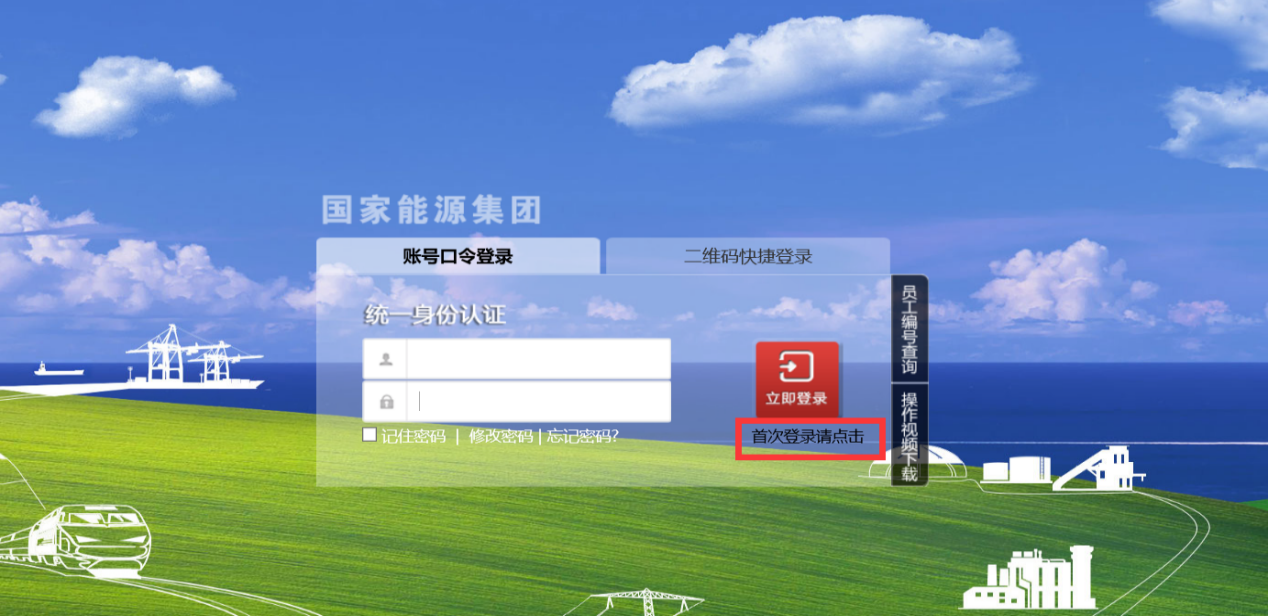 国家能源集团
账号口令登录
二维码快捷登录
统一身份认证
立即登录
记住密码 | 修改密码 | 忘记密码?
首次登录请点击
员工编号查询
操作视频下载